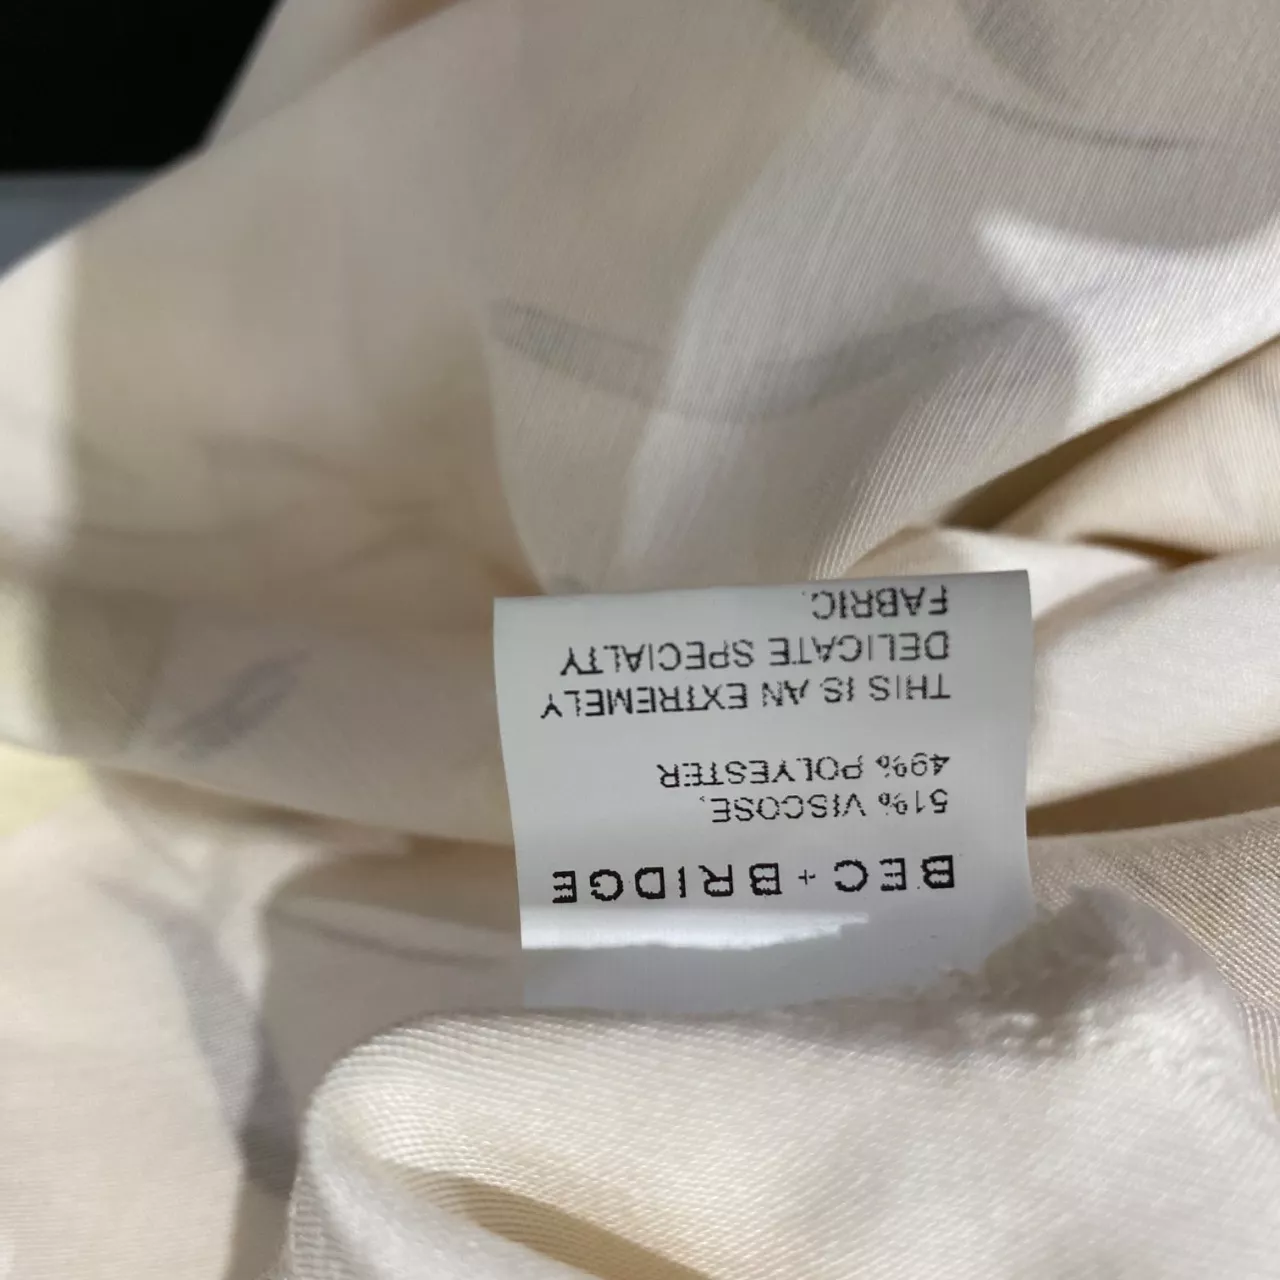 BEC + BRIDGE
51% VISCOSE,
49% POLYESTER
THIS IS AN EXTREMELY
DELICATE SPECIALTY
FABRIC.